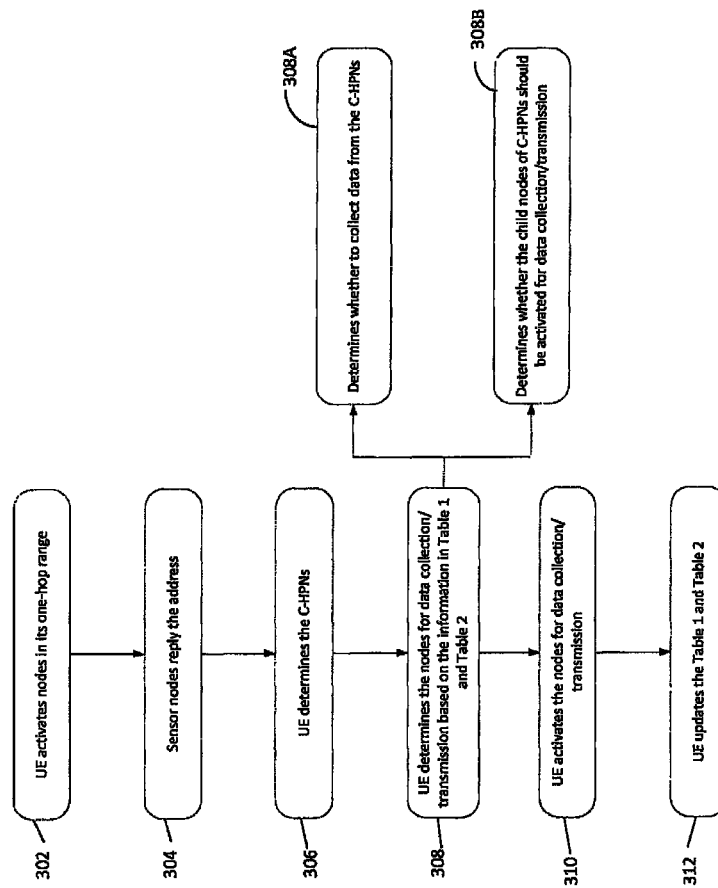 302
UE activates nodes in its one-hop range
304
Sensor nodes reply the address
306
UE determines the C-HPNs
308
UE determines the nodes for data collection/
transmission based on the information in Table 1
and Table 2
308A
Determines whether to collect data from the C-HPNs
308B
Determines whether the child nodes of C-HPNs should
be activated for data collection/transmission
310
UE activates the nodes for data collection/
transmission
312
UE updates the Table 1 and Table 2